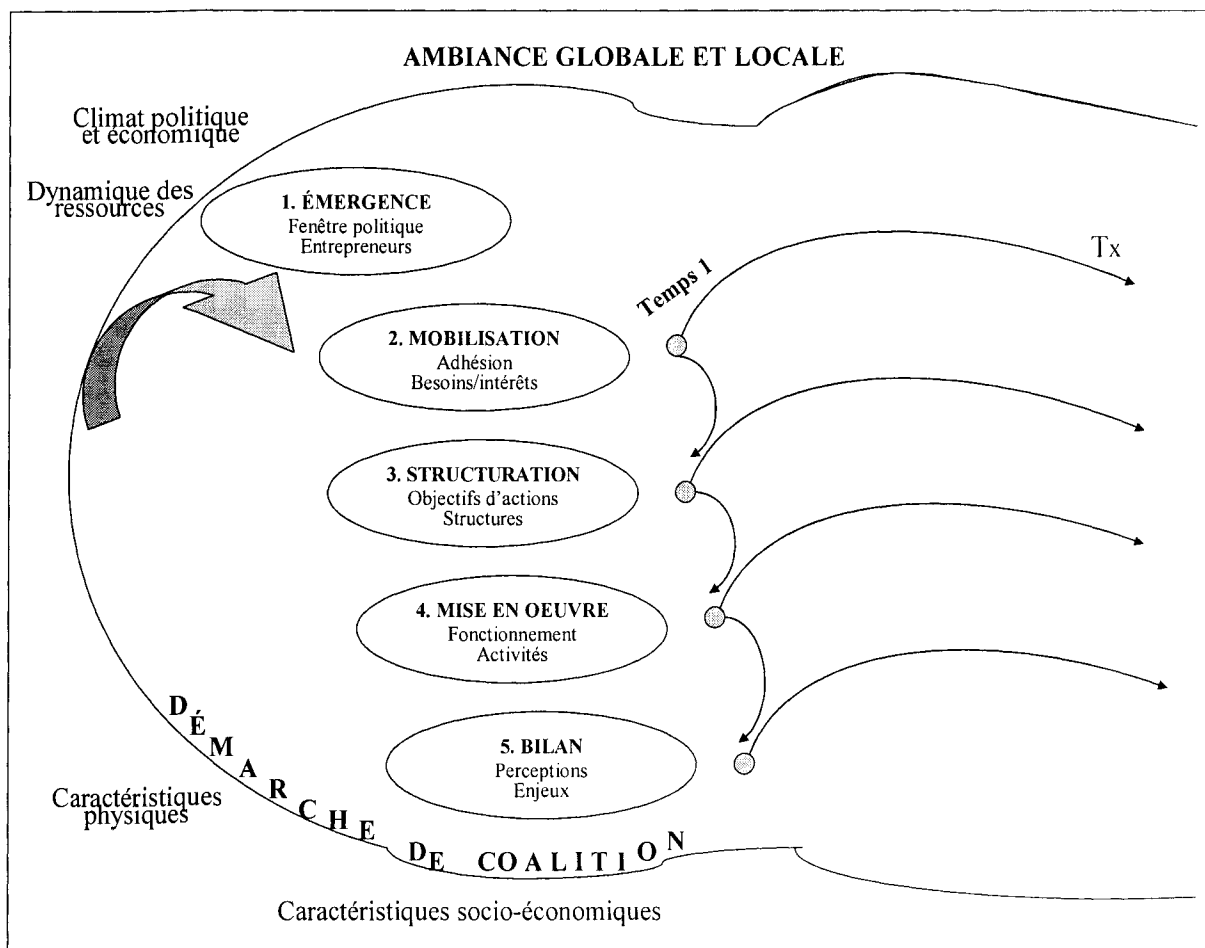 AMBIANCE GLOBALE ET LOCALE
Climat politique
et économique
Dynamique des
ressources
1. ÉMERGENCE
Fenêtre politique
Entrepreneurs
Temps 1
Tx
2. MOBILISATION
Adhésion
Besoins/intérêts
3. STRUCTURATION
Objectifs d'actions
Structures
4. MISE EN OEUVRE
Fonctionnement
Activités
5. BILAN
Perceptions
Enjeux
DÉMARCHE DE COALITION
Caractéristiques
physiques
Caractéristiques socio-économiques